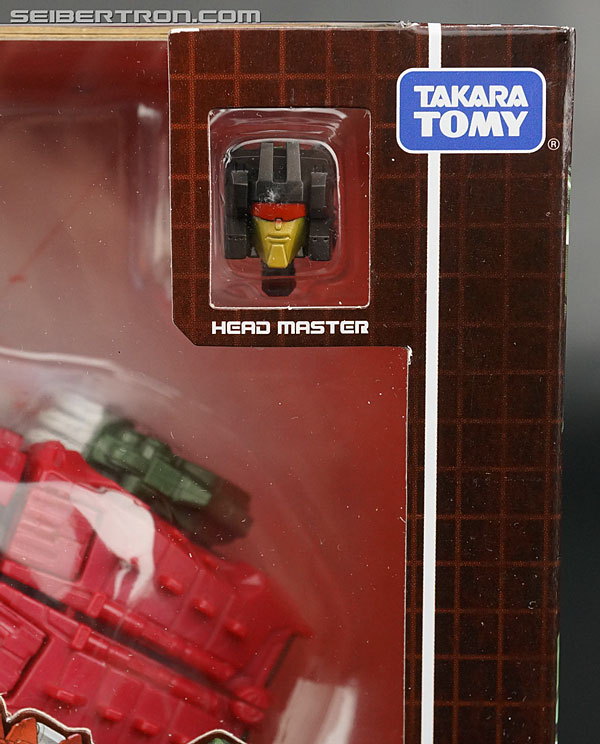 SEIBERTRON.COM
TAKARA
TOMY
®
HEAD MASTER